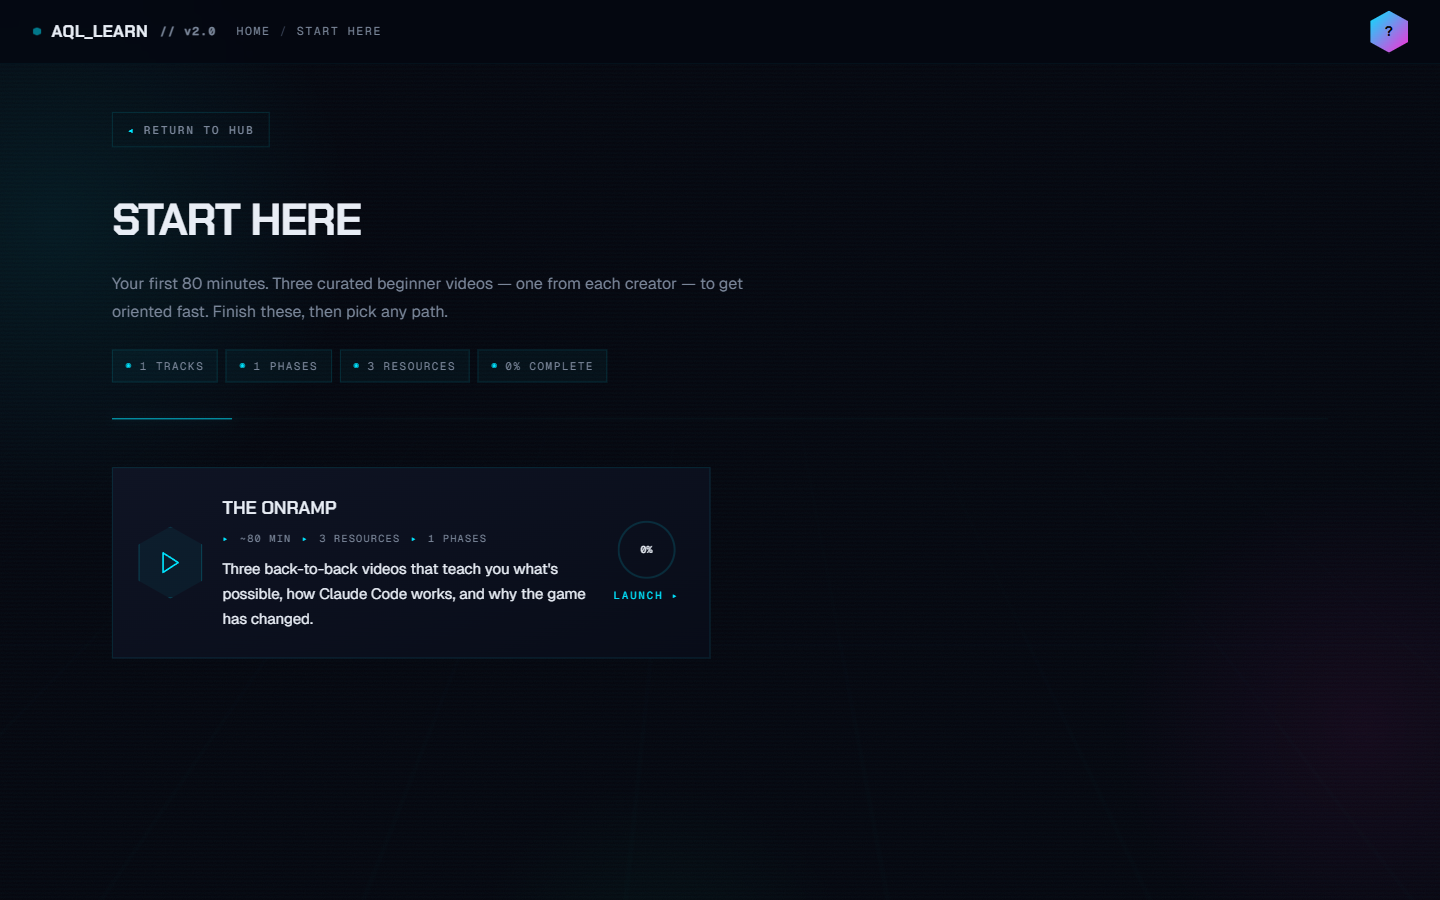 AQL_LEARN // v2.0 HOME / START HERE ?
◂ RETURN TO HUB
START HERE
Your first 80 minutes. Three curated beginner videos — one from each creator — to get
oriented fast. Finish these, then pick any path.
1 TRACKS 1 PHASES 3 RESOURCES 0% COMPLETE
THE ONRAMP
▸ ~80 MIN ▸ 3 RESOURCES ▸ 1 PHASES
Three back-to-back videos that teach you what's
possible, how Claude Code works, and why the game
has changed.
0%
LAUNCH ▸